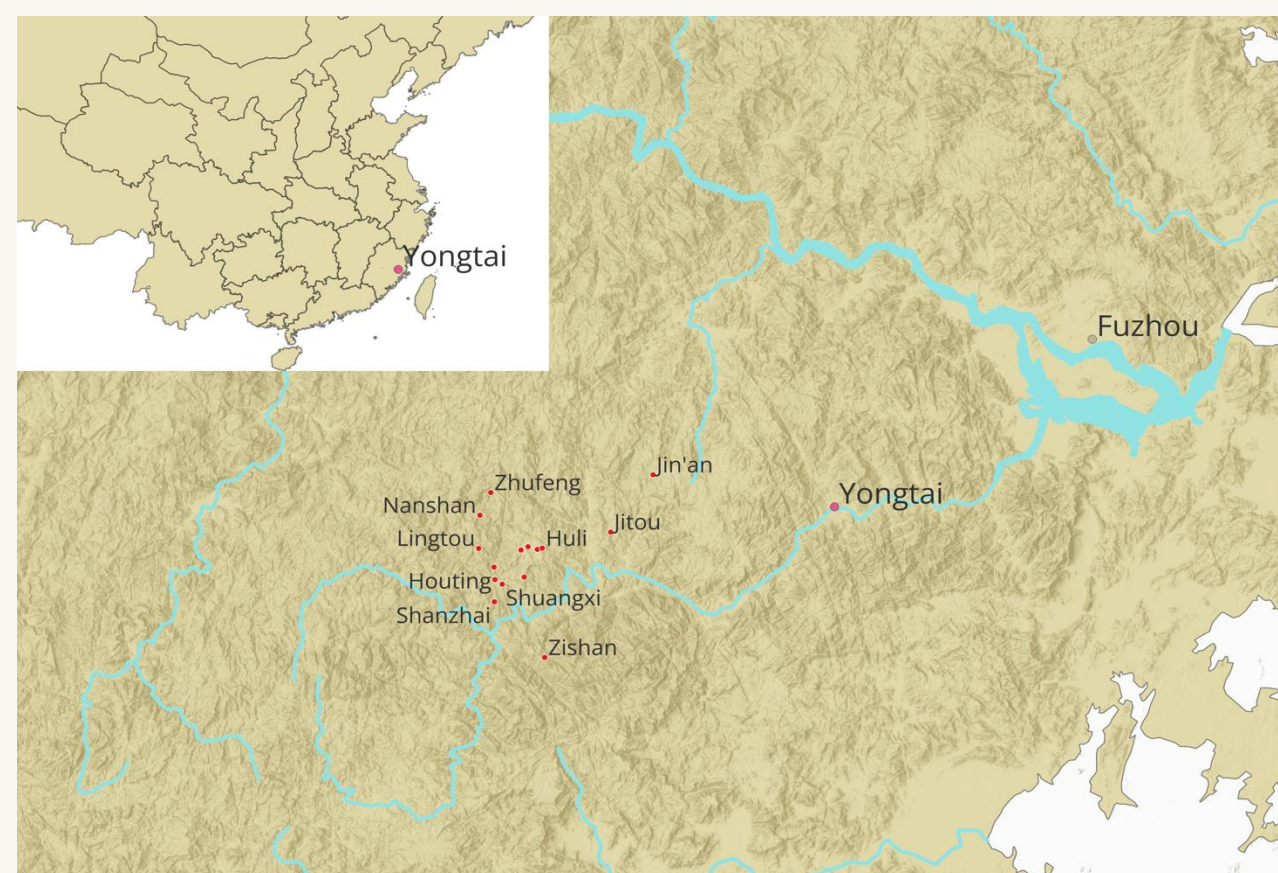 Yongtai
Fuzhou
Jin'an
Zhufeng
Yongtai
Nanshan
Jitou
Lingtou
Huli
Houting
Shuangxi
Shanzhai
Zishan